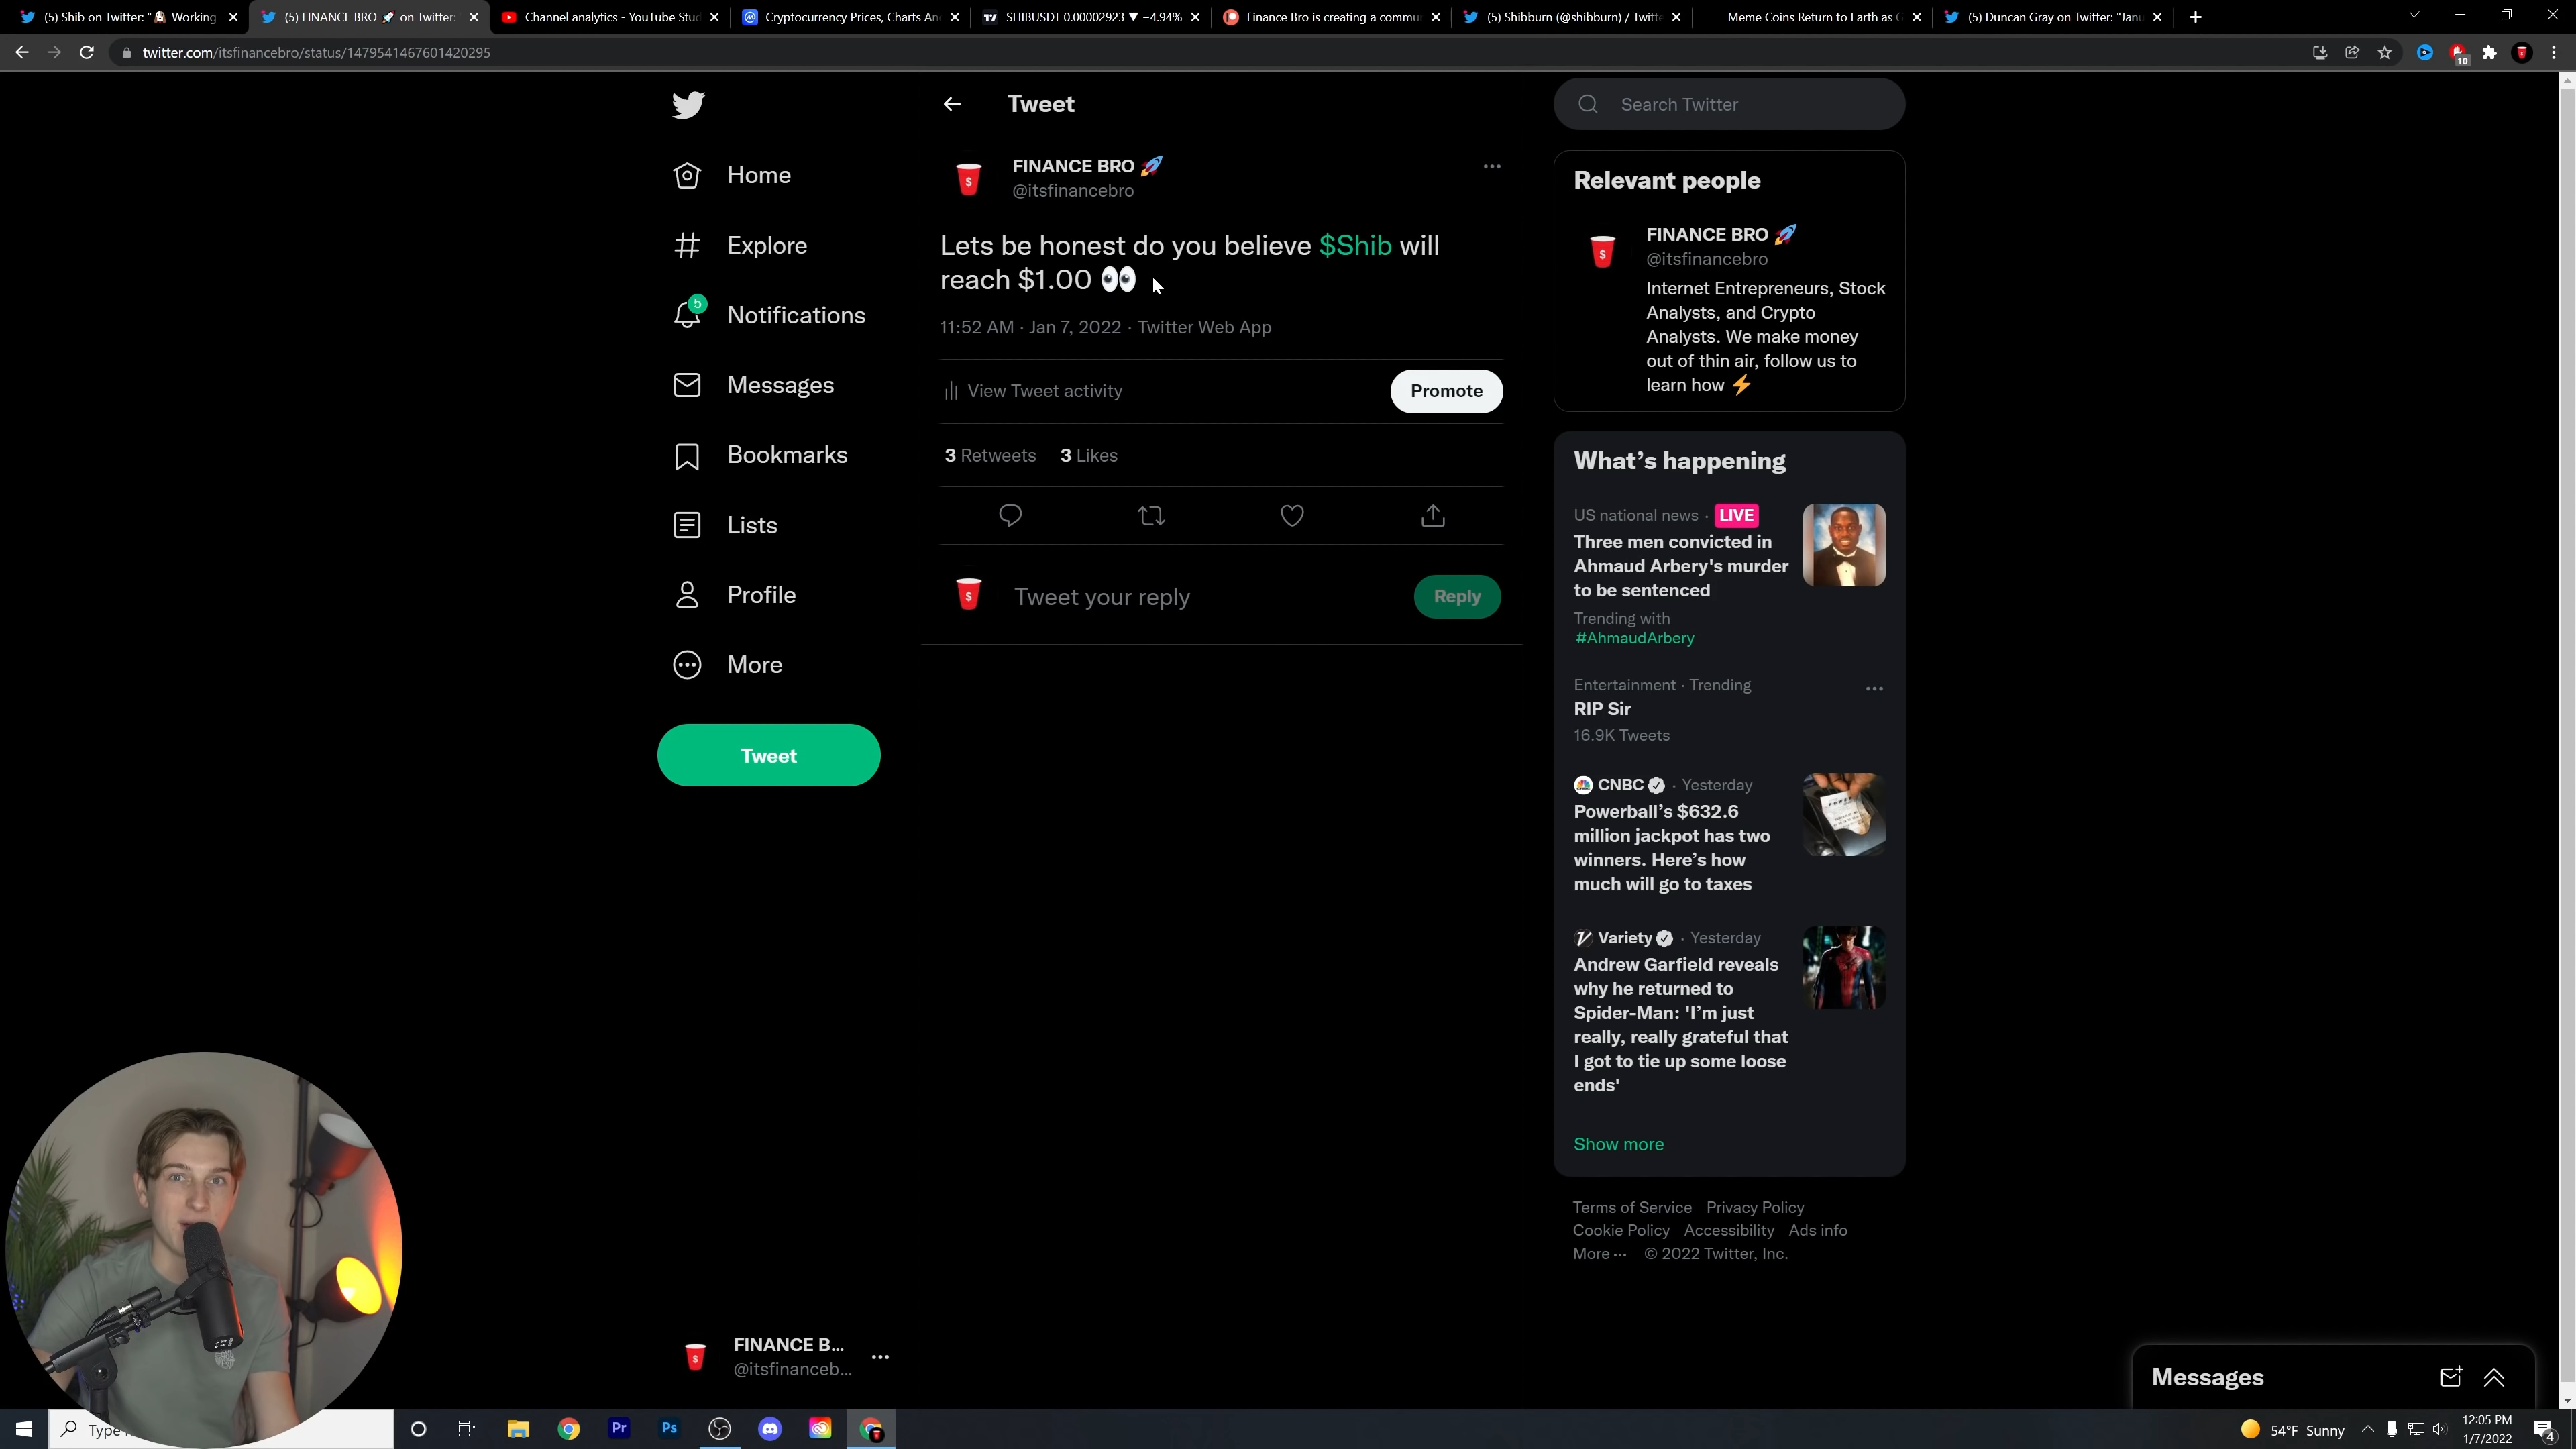 (5) Shib on Twitter: "👰🏻 Working
(5) FINANCE BRO 🚀 on Twitter:
Channel analytics - YouTube Stud
Cryptocurrency Prices, Charts An
SHIBUSDT 0.00002923 ▼ −4.94%
Finance Bro is creating a commu
(5) Shibburn (@shibburn) / Twitte
Meme Coins Return to Earth as G
(5) Duncan Gray on Twitter: "Janu
twitter.com/itsfinancebro/status/1479541467601420295
10
Home
Explore
5
Notifications
Messages
Bookmarks
Lists
Profile
More
Tweet
FINANCE B...
@itsfinanceb...
Tweet
FINANCE BRO 🚀
@itsfinancebro
Lets be honest do you believe $Shib will
reach $1.00 👀
11:52 AM · Jan 7, 2022 · Twitter Web App
View Tweet activity
Promote
3 Retweets 3 Likes
Tweet your reply
Reply
Search Twitter
Relevant people
FINANCE BRO 🚀
@itsfinancebro
Internet Entrepreneurs, Stock
Analysts, and Crypto
Analysts. We make money
out of thin air, follow us to
learn how ⚡
What’s happening
US national news · LIVE
Three men convicted in
Ahmaud Arbery's murder
to be sentenced
Trending with
#AhmaudArbery
Entertainment · Trending
RIP Sir
16.9K Tweets
CNBC · Yesterday
Powerball’s $632.6
million jackpot has two
winners. Here’s how
much will go to taxes
Variety · Yesterday
Andrew Garfield reveals
why he returned to
Spider-Man: 'I’m just
really, really grateful that
I got to tie up some loose
ends'
Show more
Terms of Service Privacy Policy
Cookie Policy Accessibility Ads info
More ··· © 2022 Twitter, Inc.
Messages
Type
Pr
Ps
54°F Sunny
12:05 PM
1/7/2022
4